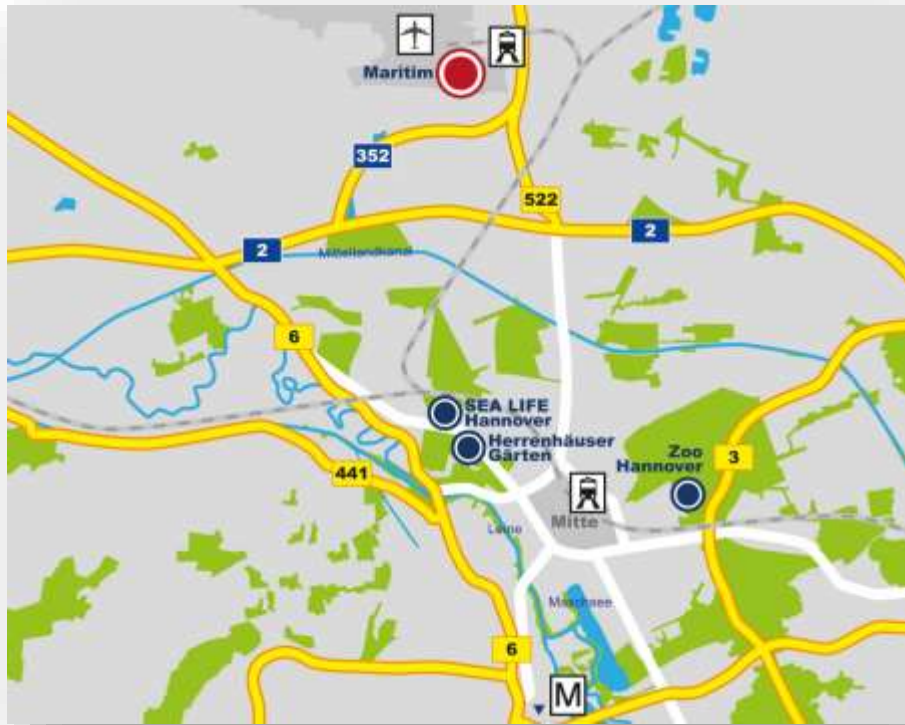 Maritim
352
522
2
2
Mittellandkanal
6
SEA LIFE
Hannover
Herrenhäuser
Gärten
Zoo
Hannover
3
441
Mitte
Leine
Maschsee
6
M